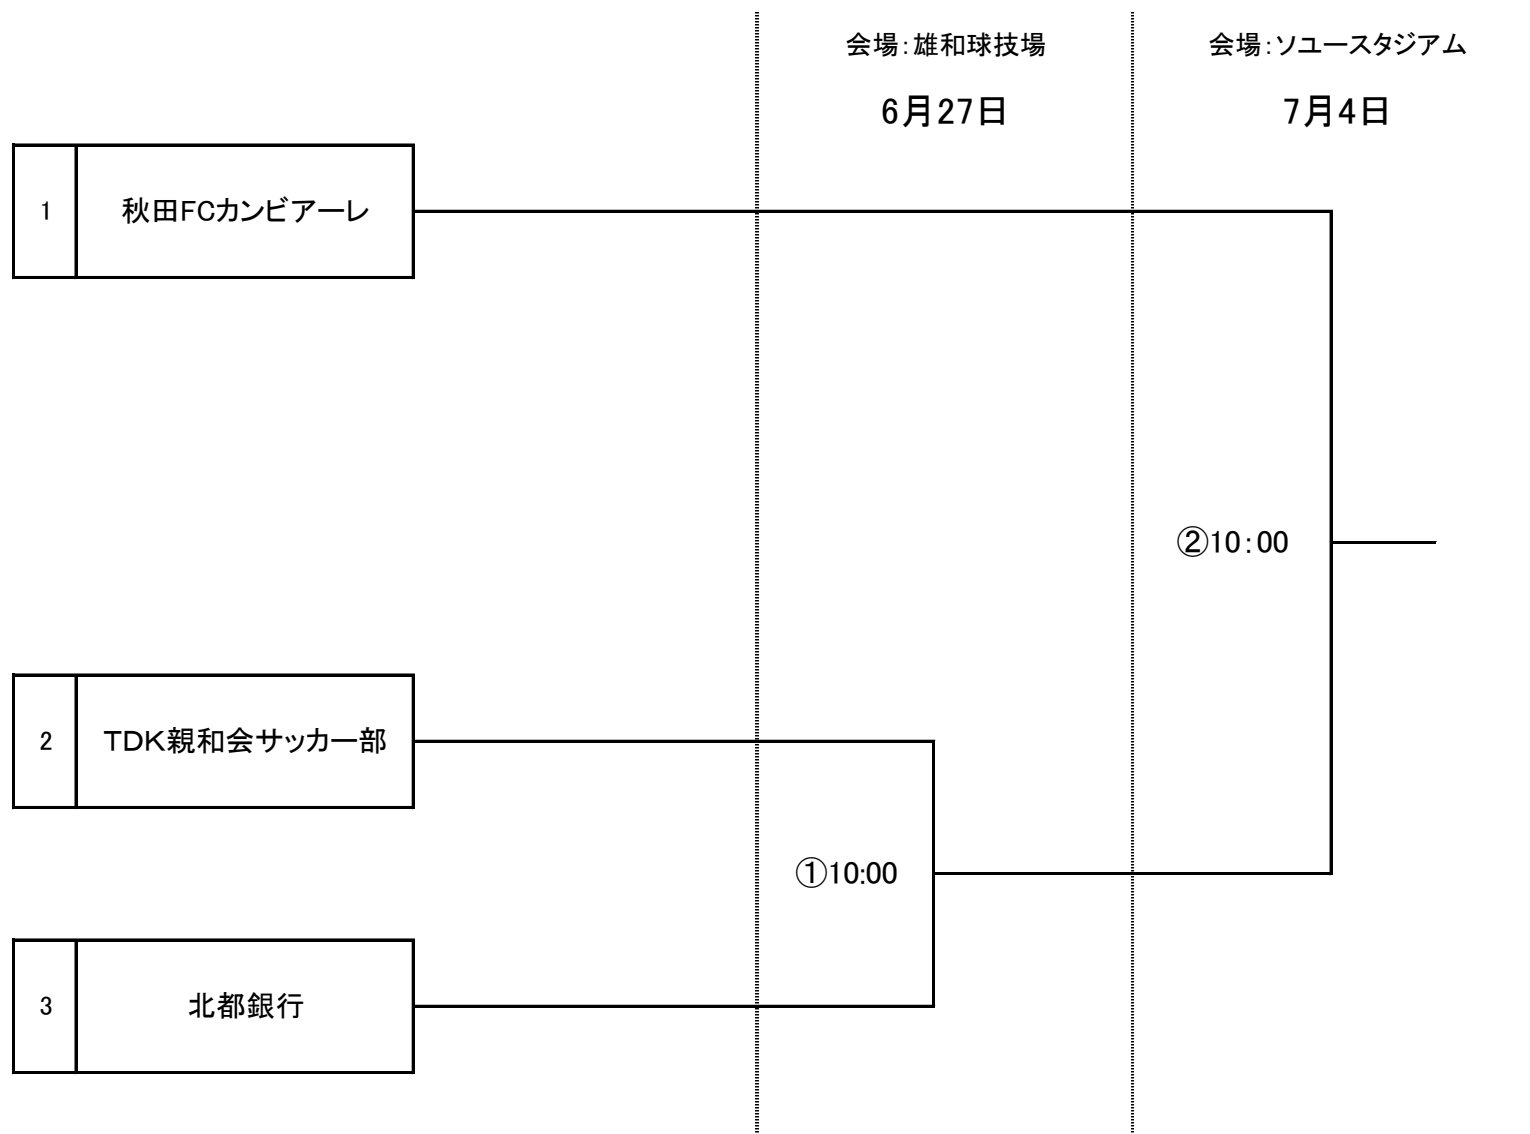 会場：雄和球技場
会場：ソユースタジアム
6月27日
7月4日
1
秋田FCカンビアーレ
②10：00
2
TDK親和会サッカー部
①10:00
3
北都銀行